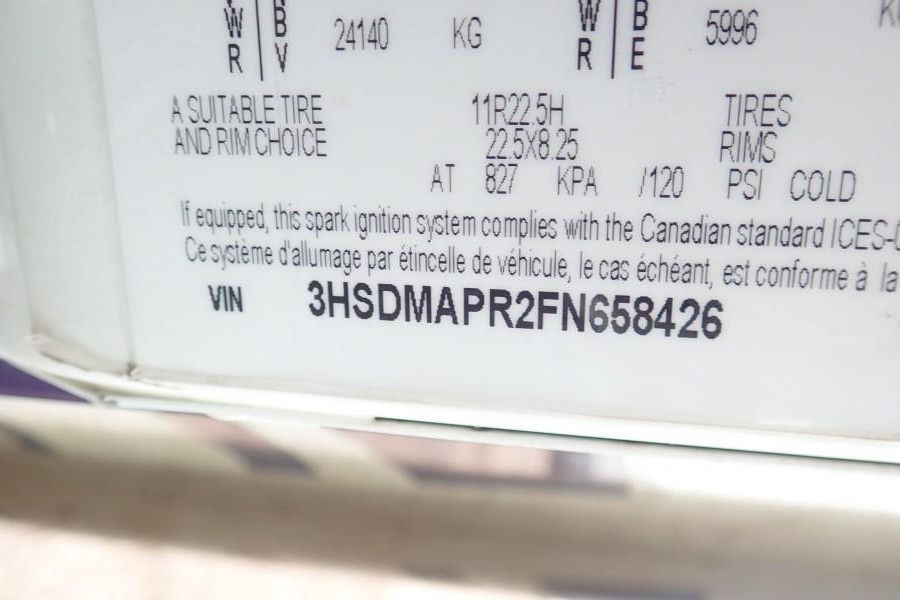 W B W B K
R V 24140 KG R E 5996
A SUITABLE TIRE 11R22.5H TIRES
AND RIM CHOICE 22.5X8.25 RIMS
AT 827 KPA /120 PSI COLD
If equipped, this spark ignition system complies with the Canadian standard ICES-
Ce système d'allumage par étincelle de véhicule, le cas échéant, est conforme à la
VIN 3HSDMAPR2FN658426